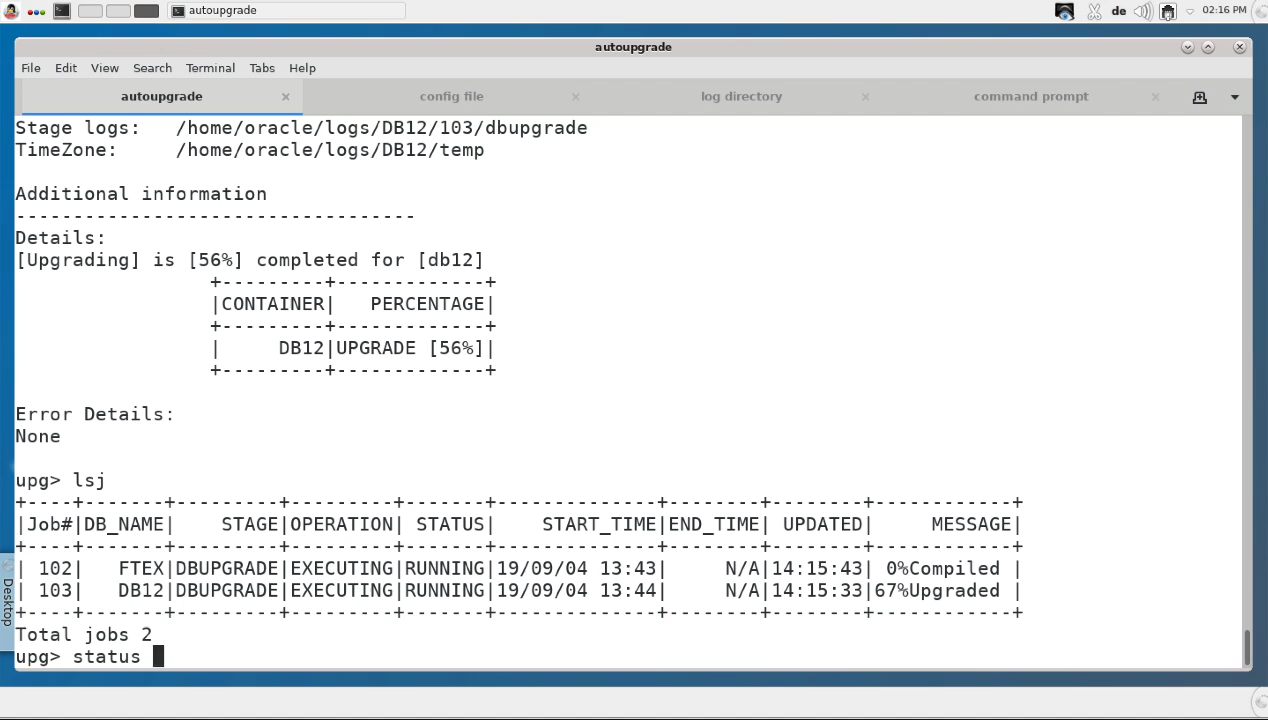 autoupgrade
de
02:16 PM
autoupgrade
File Edit View Search Terminal Tabs Help
autoupgrade config file log directory command prompt
Stage logs:   /home/oracle/logs/DB12/103/dbupgrade
TimeZone:     /home/oracle/logs/DB12/temp
Additional information
-----------------------------------
Details:
[Upgrading] is [56%] completed for [db12]
                 +---------+-------------+
                 |CONTAINER|   PERCENTAGE|
                 +---------+-------------+
                 |     DB12|UPGRADE [56%]|
                 +---------+-------------+
Error Details:
None
upg> lsj
+----+-------+---------+---------+-------+--------------+--------+--------+------------+
|Job#|DB_NAME|    STAGE|OPERATION| STATUS|    START_TIME|END_TIME| UPDATED|     MESSAGE|
+----+-------+---------+---------+-------+--------------+--------+--------+------------+
| 102|   FTEX|DBUPGRADE|EXECUTING|RUNNING|19/09/04 13:43|     N/A|14:15:43| 0%Compiled |
| 103|   DB12|DBUPGRADE|EXECUTING|RUNNING|19/09/04 13:44|     N/A|14:15:33|67%Upgraded |
+----+-------+---------+---------+-------+--------------+--------+--------+------------+
Total jobs 2
upg> status
Desktop